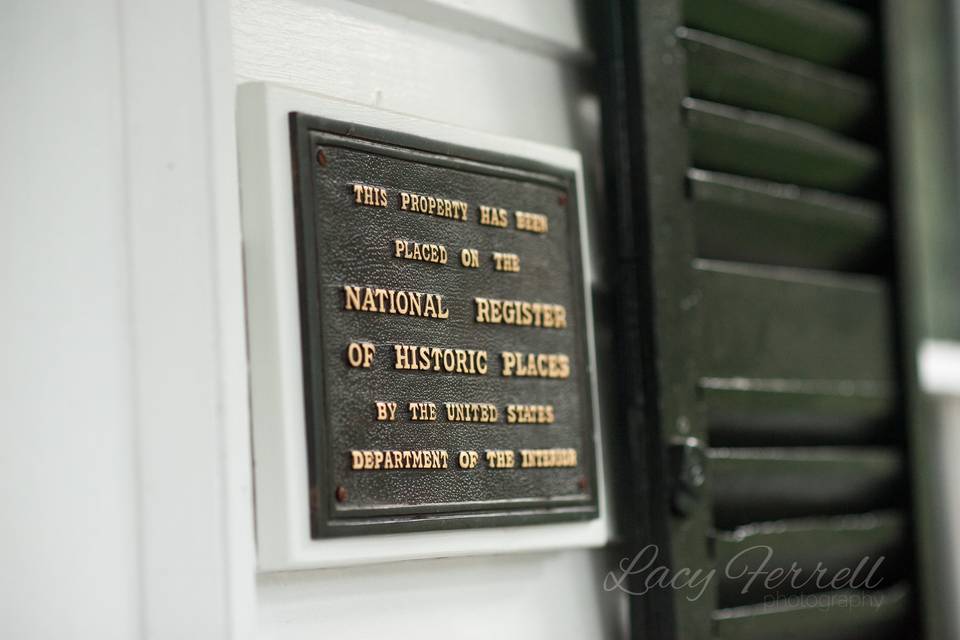 THIS PROPERTY HAS BEEN
PLACED ON THE
NATIONAL REGISTER
OF HISTORIC PLACES
BY THE UNITED STATES
DEPARTMENT OF THE INTERIOR
Lacy Ferrell
photography